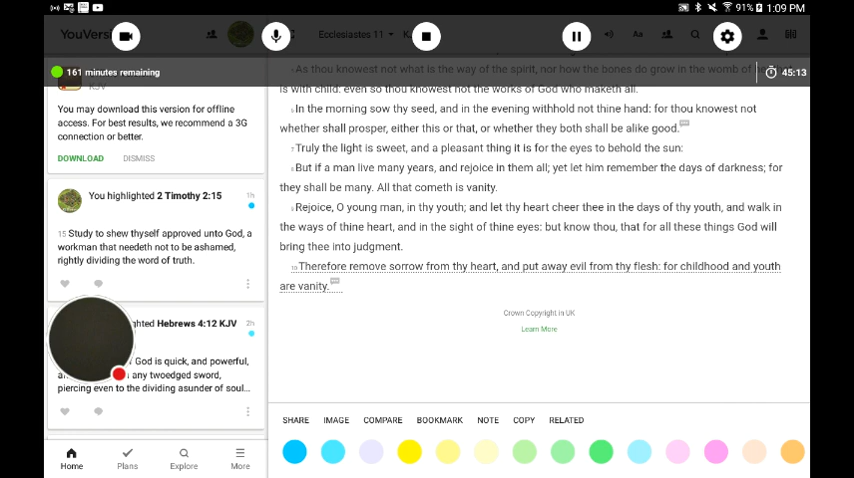 91% 1:09 PM
YouVersi
Ecclesiastes 11
K
Aa
161 minutes remaining
45:13
KJV
You may download this version for offline
access. For best results, we recommend a 3G
connection or better.
DOWNLOAD DISMISS
You highlighted 2 Timothy 2:15
1h
15 Study to shew thyself approved unto God, a
workman that needeth not to be ashamed,
rightly dividing the word of truth.
hted Hebrews 4:12 KJV
2h
God is quick, and powerful,
any twoedged sword,
piercing even to the dividing asunder of soul...
Home Plans Explore More
5 As thou knowest not what is the way of the spirit, nor how the bones do grow in the womb of
is with child: even so thou knowest not the works of God who maketh all.
6 In the morning sow thy seed, and in the evening withhold not thine hand: for thou knowest not
whether shall prosper, either this or that, or whether they both shall be alike good.
7 Truly the light is sweet, and a pleasant thing it is for the eyes to behold the sun:
8 But if a man live many years, and rejoice in them all; yet let him remember the days of darkness; for
they shall be many. All that cometh is vanity.
9 Rejoice, O young man, in thy youth; and let thy heart cheer thee in the days of thy youth, and walk in
the ways of thine heart, and in the sight of thine eyes: but know thou, that for all these things God will
bring thee into judgment.
10 Therefore remove sorrow from thy heart, and put away evil from thy flesh: for childhood and youth
are vanity.
Crown Copyright in UK
Learn More
SHARE IMAGE COMPARE BOOKMARK NOTE COPY RELATED